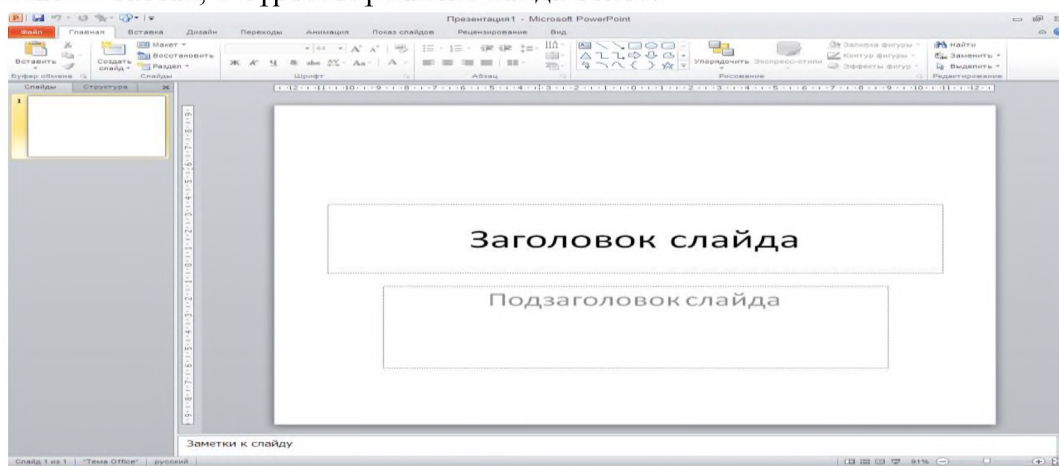 Презентация1 - Microsoft PowerPoint
Файл Главная Вставка Дизайн Переходы Анимация Показ слайдов Рецензирование Вид
Вставить
Создать слайд
Макет
Восстановить
Раздел
Упорядочить Экспресс-стили
Заливка фигуры
Контур фигуры
Эффекты фигур
Найти
Заменить
Выделить
Буфер обмена Слайды Шрифт Абзац Рисование Редактирование
Слайды Структура
1
Заголовок слайда
Подзаголовок слайда
Заметки к слайду
Слайд 1 из 1 "Тема Office" русский 91%